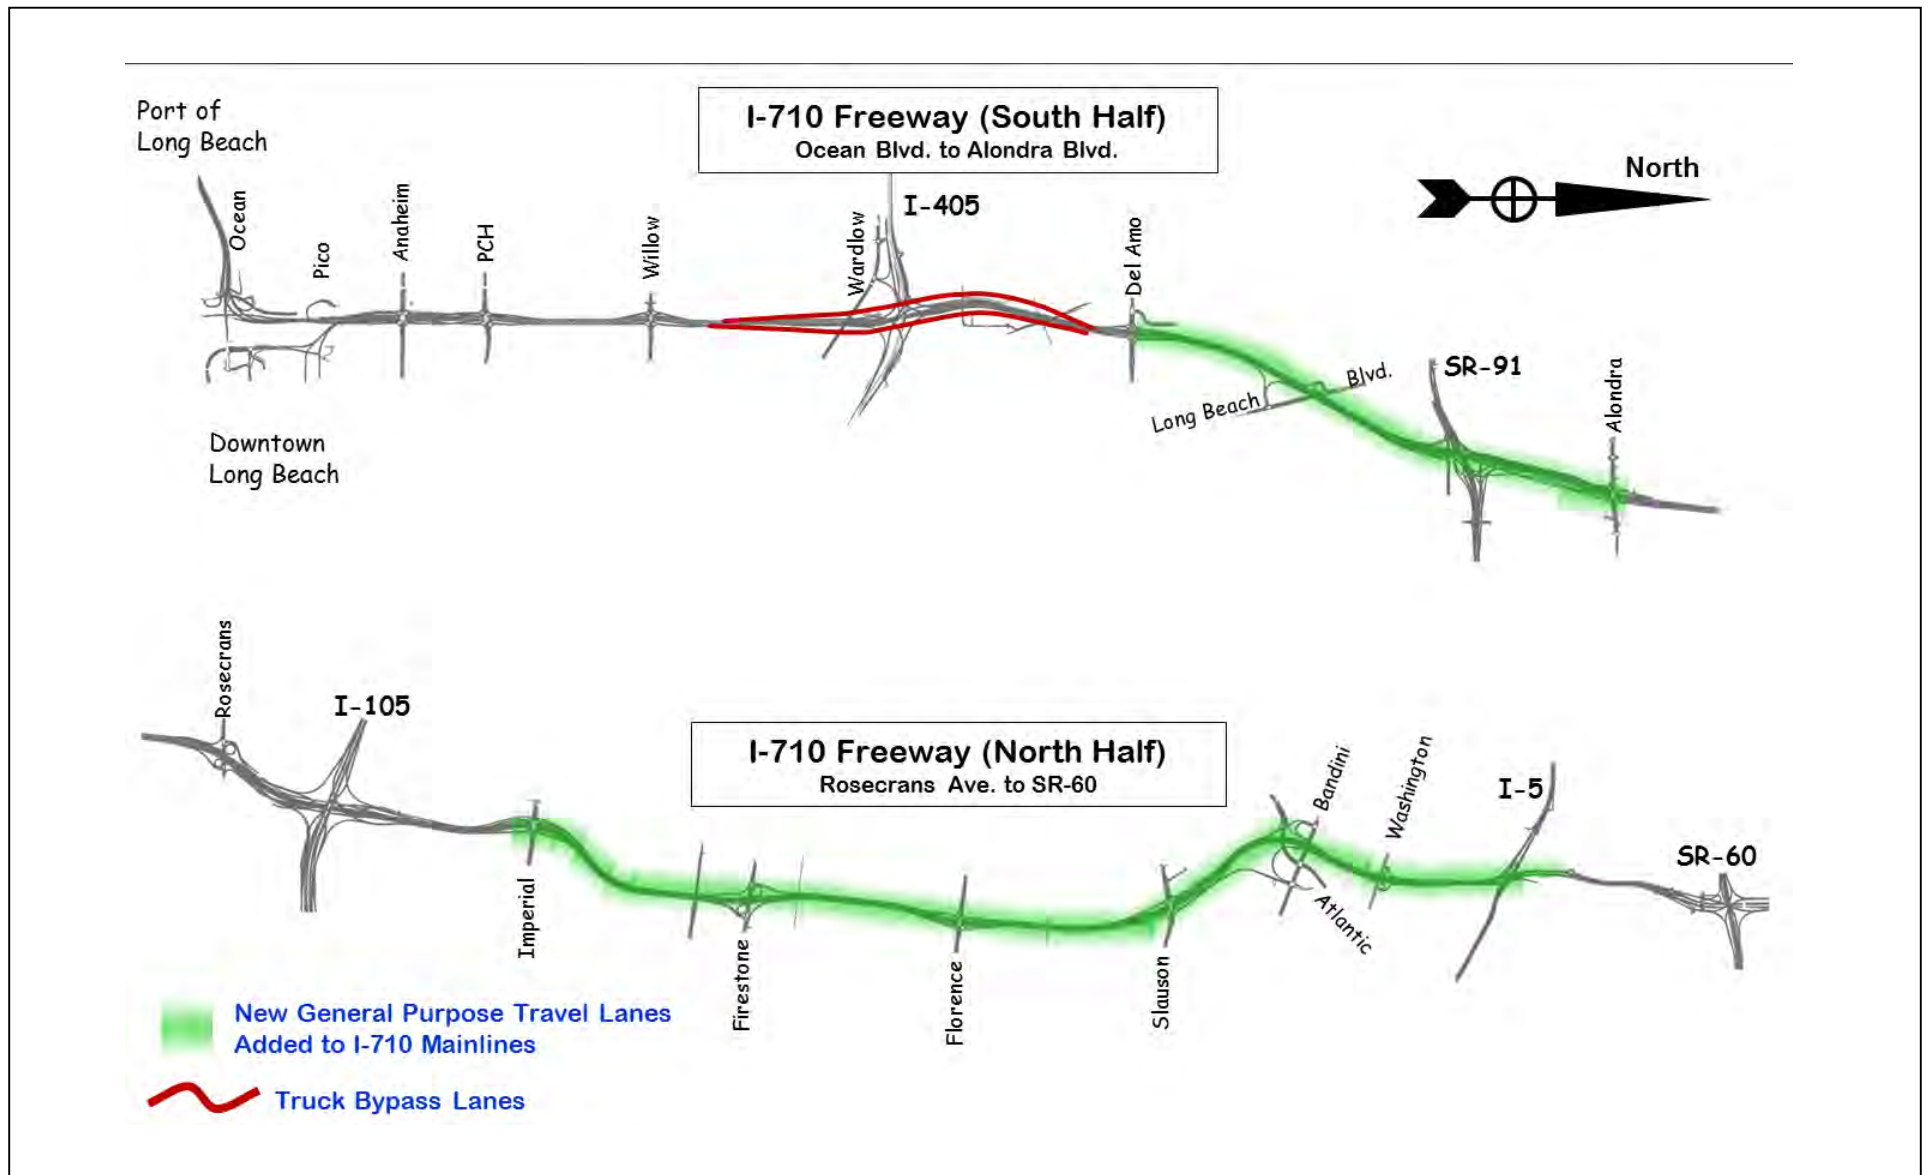 Port of
Long Beach
I-710 Freeway (South Half)
Ocean Blvd. to Alondra Blvd.
North
Ocean
Pico
Anaheim
PCH
Willow
Wardlow
I-405
Del Amo
Long Beach Blvd.
SR-91
Alondra
Downtown
Long Beach
Rosecrans
I-105
I-710 Freeway (North Half)
Rosecrans Ave. to SR-60
Imperial
Firestone
Florence
Slauson
Bandini
Atlantic
Washington
I-5
SR-60
New General Purpose Travel Lanes
Added to I-710 Mainlines
Truck Bypass Lanes